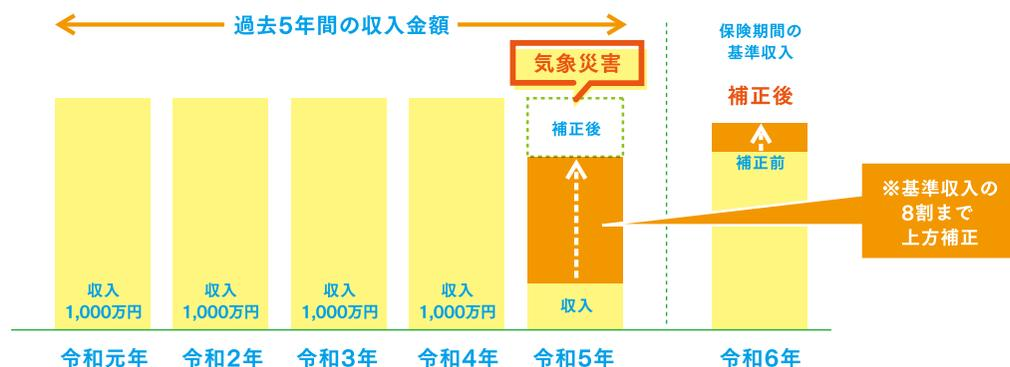 過去5年間の収入金額
保険期間の
基準収入
気象災害
補正後
補正後
補正前
※基準収入の
8割まで
上方補正
収入
1,000万円
収入
1,000万円
収入
1,000万円
収入
1,000万円
収入
令和元年
令和2年
令和3年
令和4年
令和5年
令和6年